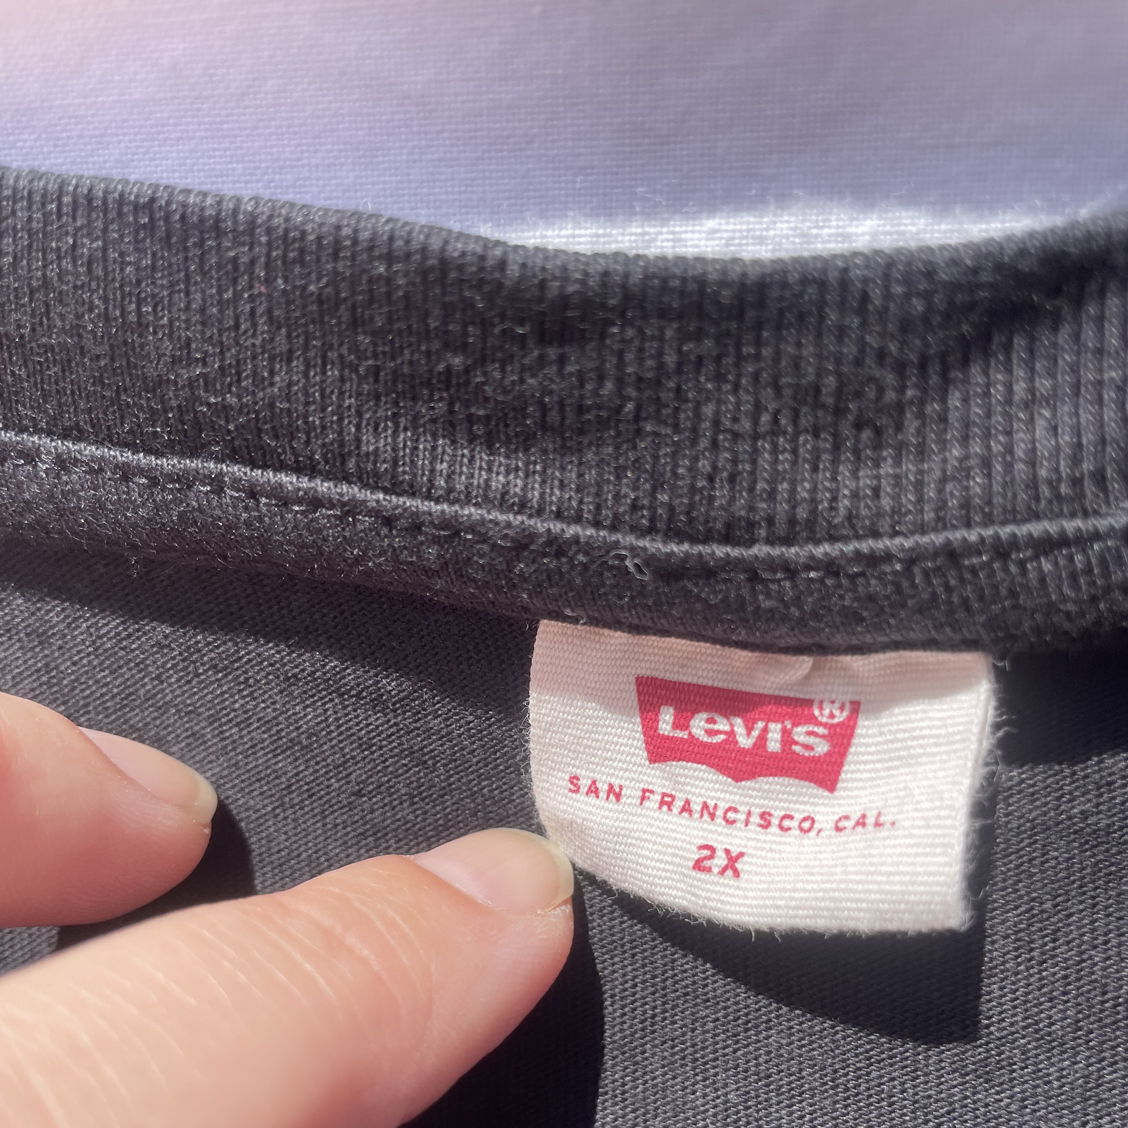 Levi's®
SAN FRANCISCO, CAL.
2X